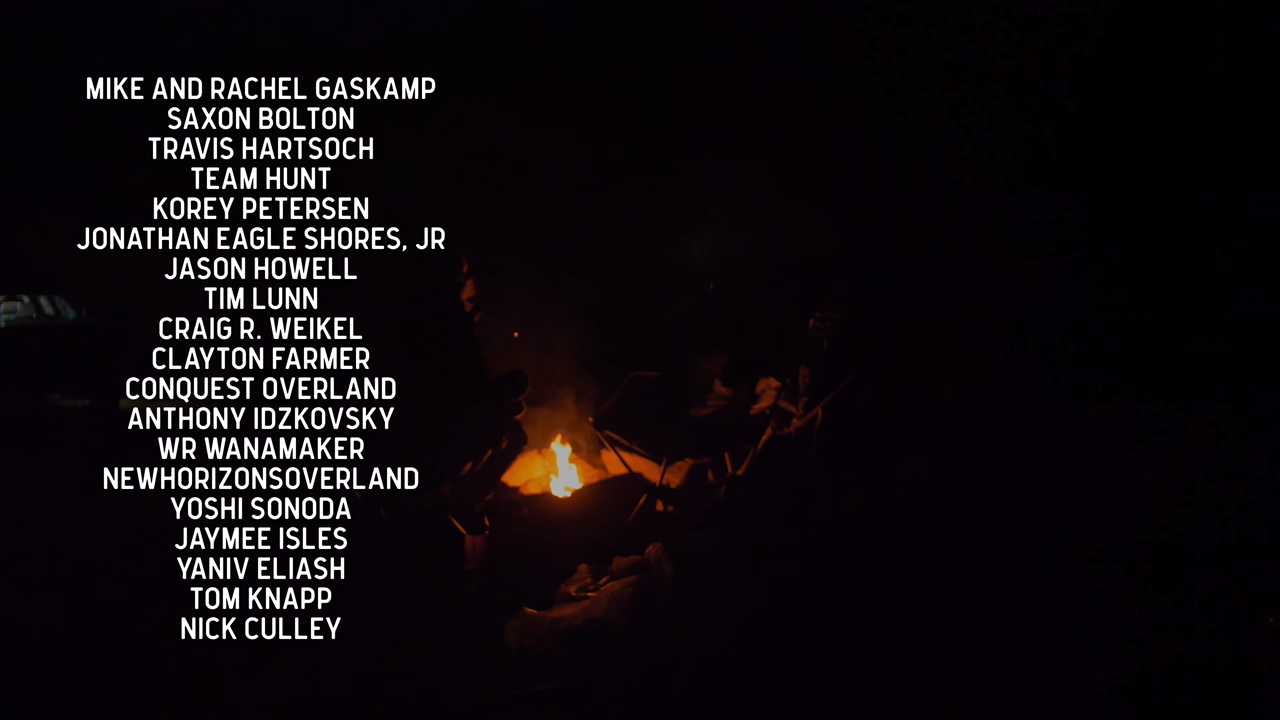 MIKE AND RACHEL GASKAMP
SAXON BOLTON
TRAVIS HARTSOCH
TEAM HUNT
KOREY PETERSEN
JONATHAN EAGLE SHORES, JR
JASON HOWELL
TIM LUNN
CRAIG R. WEIKEL
CLAYTON FARMER
CONQUEST OVERLAND
ANTHONY IDZKOVSKY
WR WANAMAKER
NEWHORIZONSOVERLAND
YOSHI SONODA
JAYMEE ISLES
YANIV ELIASH
TOM KNAPP
NICK CULLEY